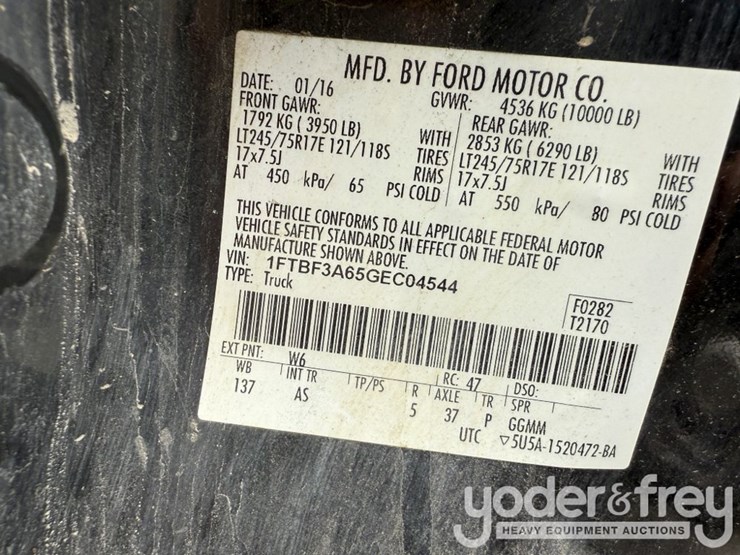 MFD. BY FORD MOTOR CO.
DATE: 01/16 GVWR: 4536 KG (10000 LB)
FRONT GAWR: REAR GAWR:
1792 KG ( 3950 LB) WITH 2853 KG ( 6290 LB) WITH
LT245/75R17E 121/118S TIRES LT245/75R17E 121/118S TIRES
17x7.5J RIMS 17x7.5J RIMS
AT 450 kPa/ 65 PSI COLD AT 550 kPa/ 80 PSI COLD
THIS VEHICLE CONFORMS TO ALL APPLICABLE FEDERAL MOTOR
VEHICLE SAFETY STANDARDS IN EFFECT ON THE DATE OF
MANUFACTURE SHOWN ABOVE.
VIN: 1FTBF3A65GEC04544
TYPE: Truck
F0282
T2170
EXT PNT: W6 RC: 47 DSO:
WB INT TR TP/PS R AXLE TR SPR
137 AS 5 37 P GGMM
UTC ▽5U5A-1520472-BA
yoder&frey
HEAVY EQUIPMENT AUCTIONS